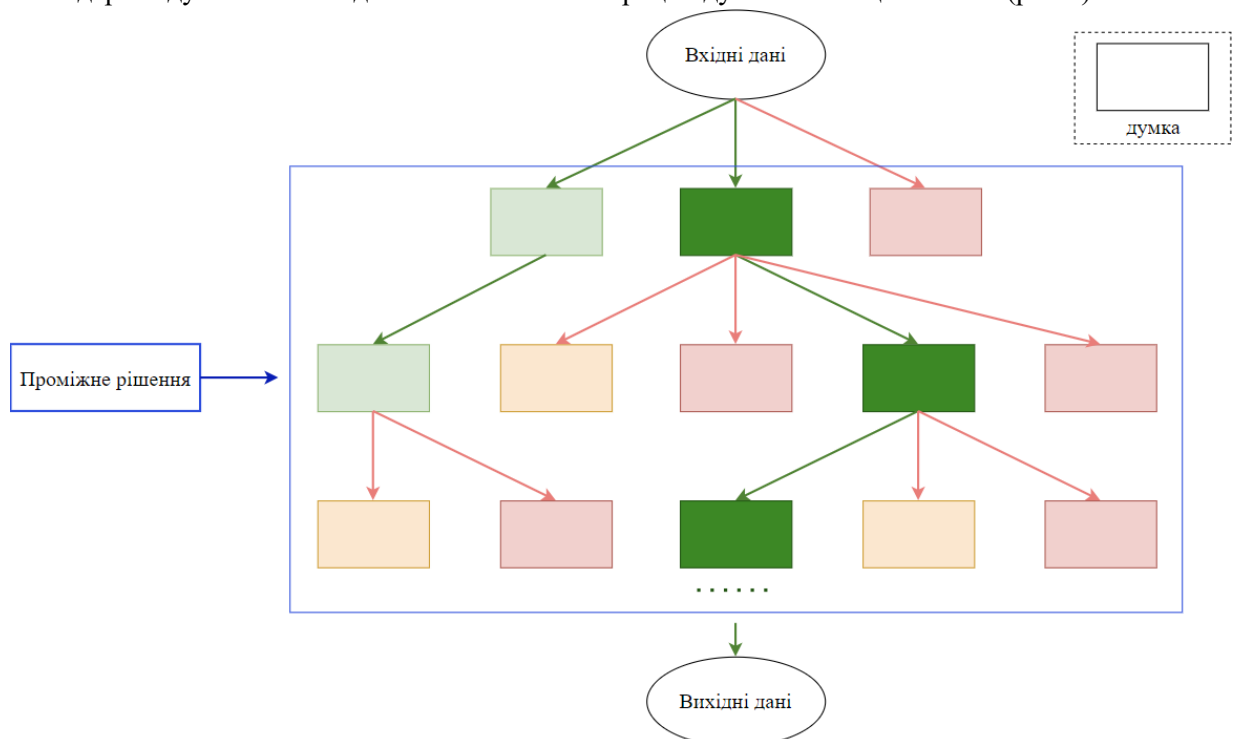 Вхідні дані
думка
Проміжне рішення
. . . . . .
Вихідні дані